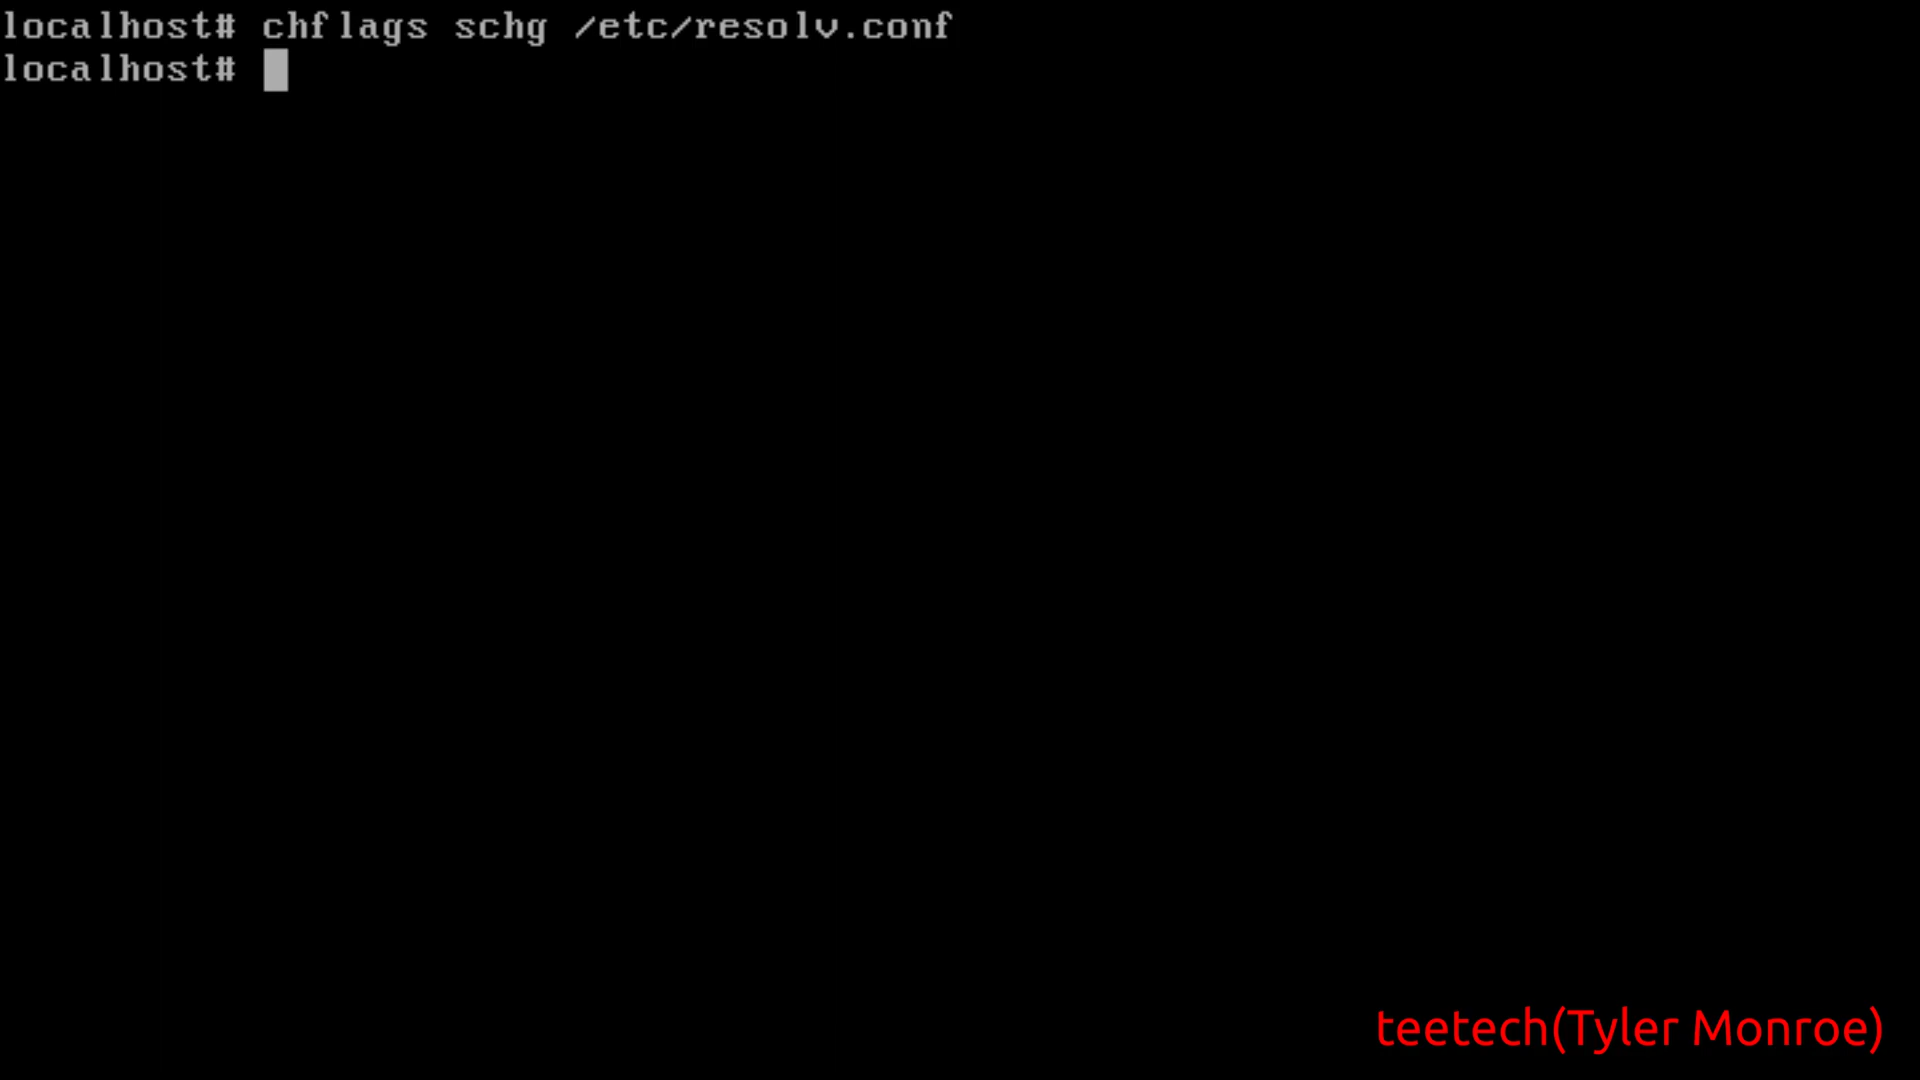 localhost# chflags schg /etc/resolv.conf
localhost#
teetech(Tyler Monroe)